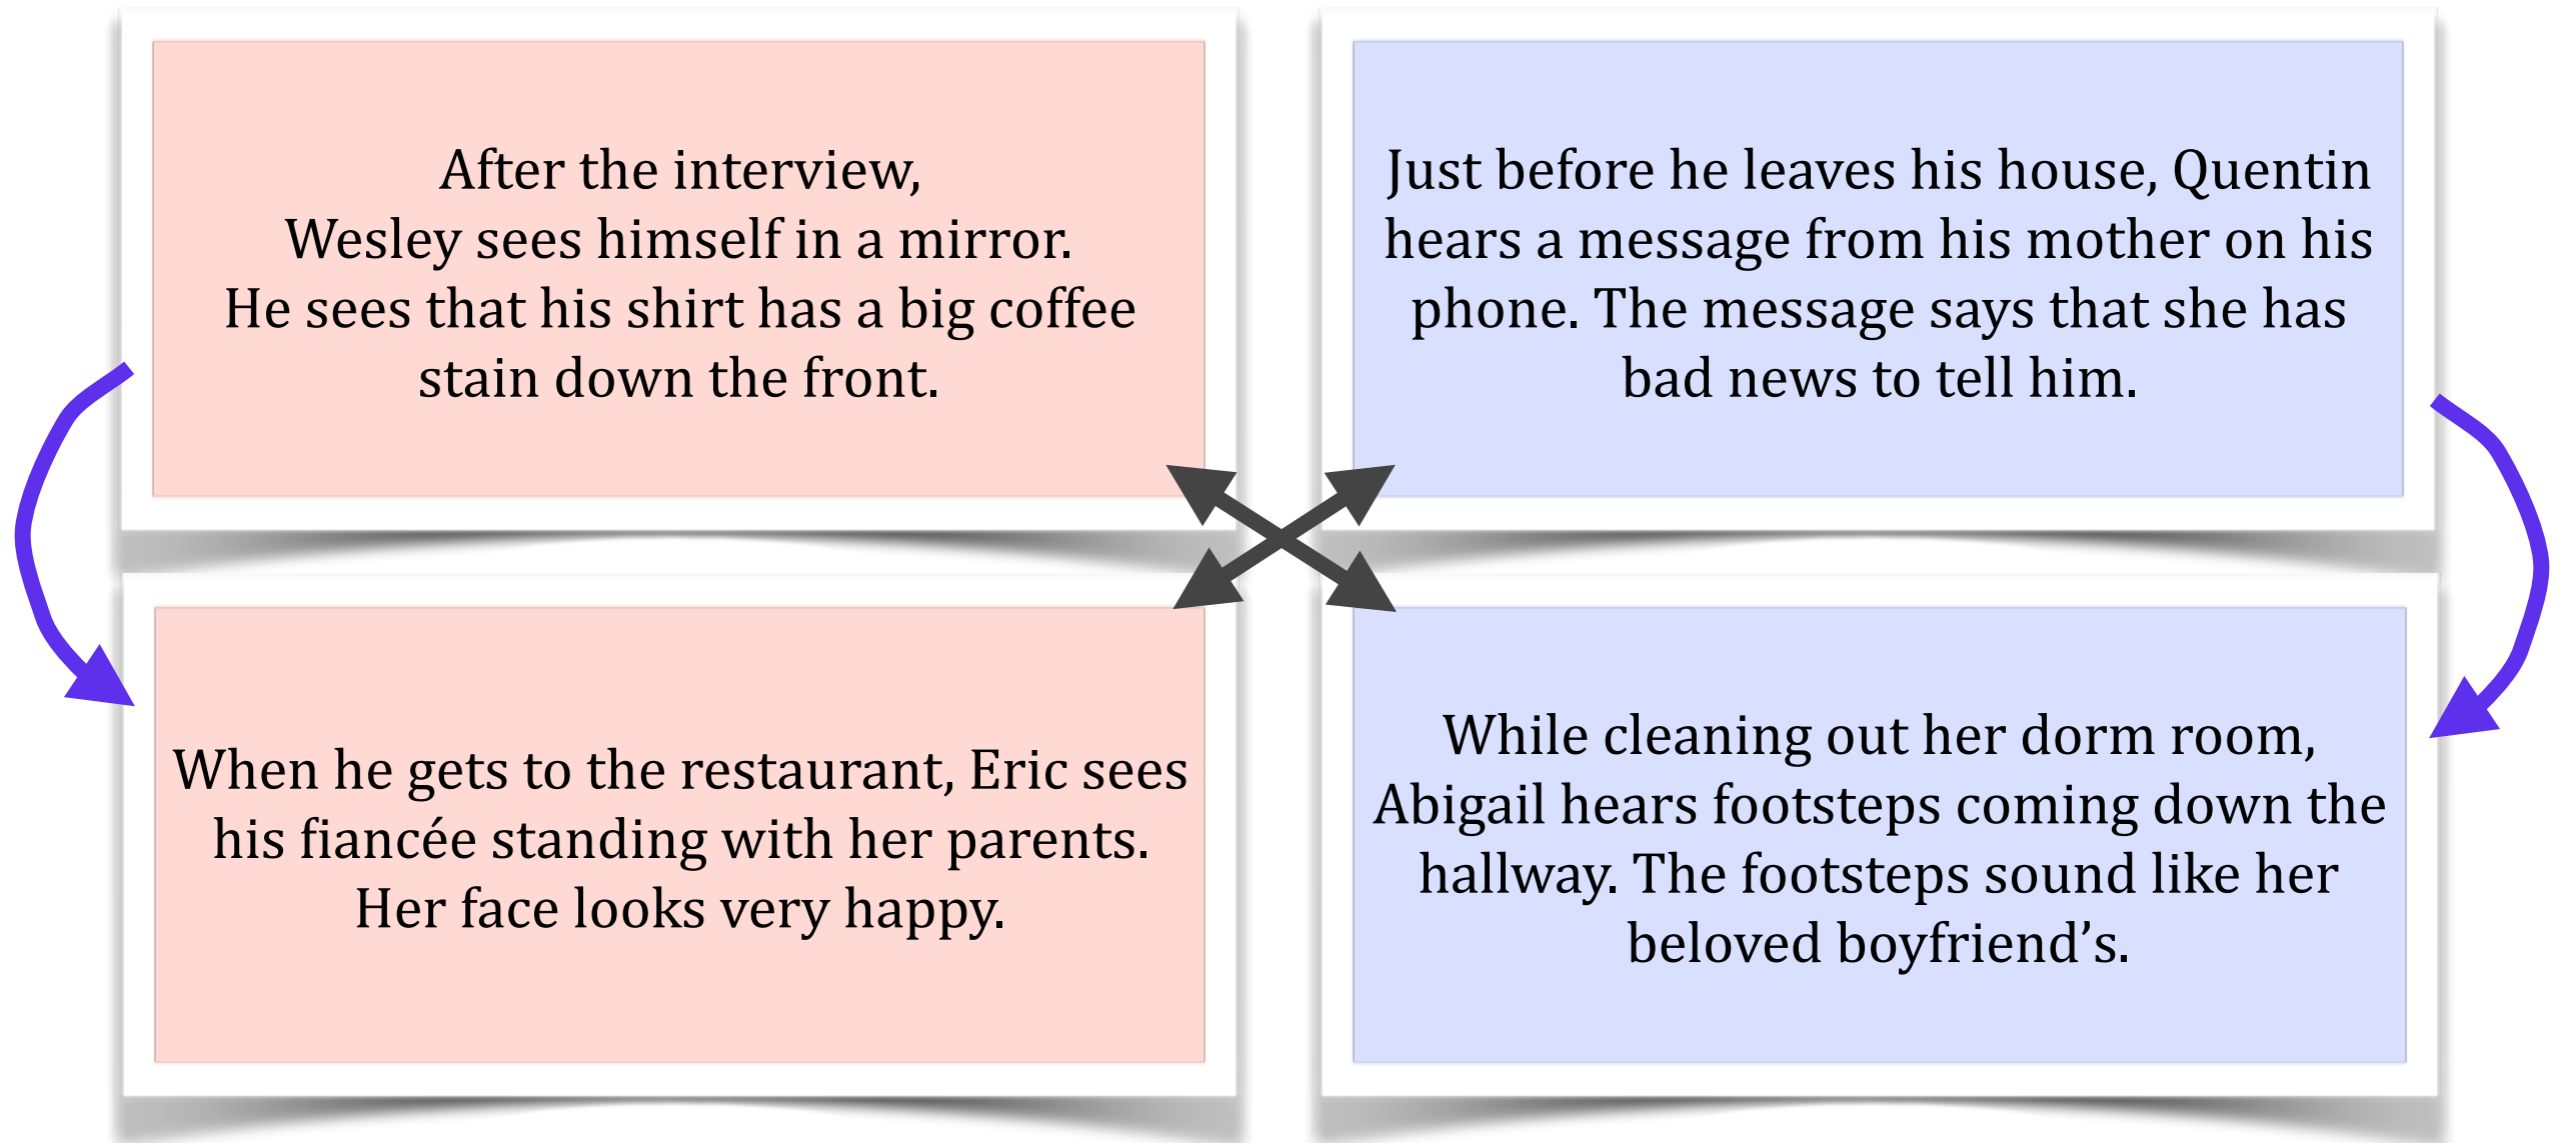 After the interview,
Wesley sees himself in a mirror.
He sees that his shirt has a big coffee
stain down the front.
Just before he leaves his house, Quentin
hears a message from his mother on his
phone. The message says that she has
bad news to tell him.
When he gets to the restaurant, Eric sees
his fiancée standing with her parents.
Her face looks very happy.
While cleaning out her dorm room,
Abigail hears footsteps coming down the
hallway. The footsteps sound like her
beloved boyfriend’s.